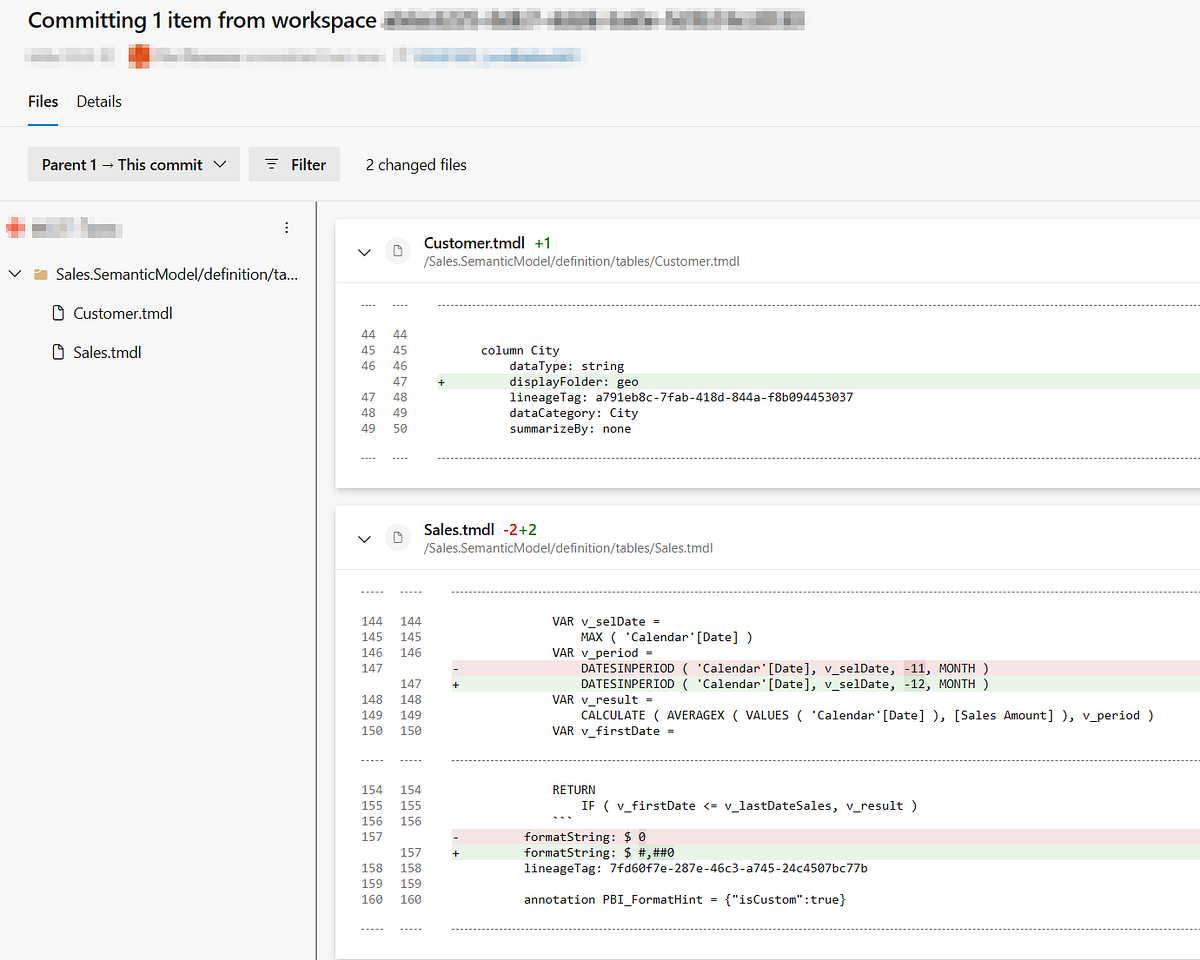 Committing 1 item from workspace
Files Details
Parent 1 → This commit Filter 2 changed files
Sales.SemanticModel/definition/ta...
Customer.tmdl
Sales.tmdl
Customer.tmdl +1
/Sales.SemanticModel/definition/tables/Customer.tmdl
44 44
45 45 column City
46 46 dataType: string
47 + displayFolder: geo
47 48 lineageTag: a791eb8c-7fab-418d-844a-f8b094453037
48 49 dataCategory: City
49 50 summarizeBy: none
Sales.tmdl -2+2
/Sales.SemanticModel/definition/tables/Sales.tmdl
144 144 VAR v_selDate =
145 145 MAX ( 'Calendar'[Date] )
146 146 VAR v_period =
147 - DATESINPERIOD ( 'Calendar'[Date], v_selDate, -11, MONTH )
147 + DATESINPERIOD ( 'Calendar'[Date], v_selDate, -12, MONTH )
148 148 VAR v_result =
149 149 CALCULATE ( AVERAGEX ( VALUES ( 'Calendar'[Date] ), [Sales Amount] ), v_period )
150 150 VAR v_firstDate =
154 154 RETURN
155 155 IF ( v_firstDate <= v_lastDateSales, v_result )
156 156 ```
157 - formatString: $ 0
157 + formatString: $ #,##0
158 158 lineageTag: 7fd60f7e-287e-46c3-a745-24c4507bc77b
159 159
160 160 annotation PBI_FormatHint = {"isCustom":true}